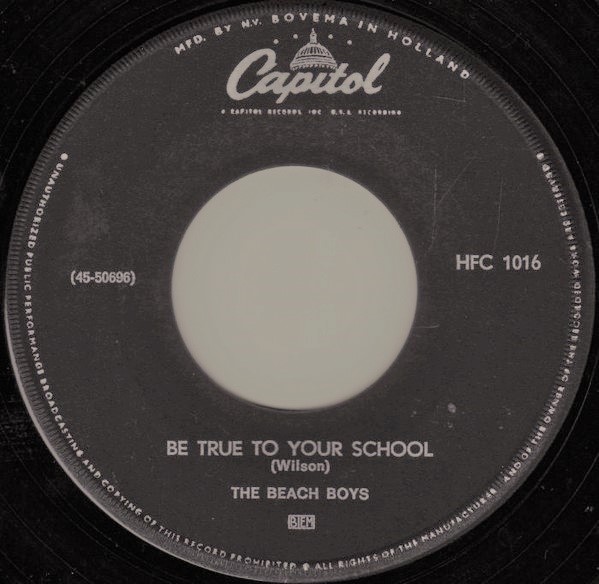 MFD. BY N.V. BOVEMA IN HOLLAND
Capitol
A CAPITOL RECORDS INC. U.S.A. RECORDING
(45-50696)
HFC 1016
BE TRUE TO YOUR SCHOOL
(Wilson)
THE BEACH BOYS
BIEM
UNAUTHORIZED PUBLIC PERFORMANCE BROADCASTING AND COPYING OF THIS RECORD PROHIBITED • ALL RIGHTS OF THE MANUFACTURER AND OF THE OWNER OF THE RECORDED